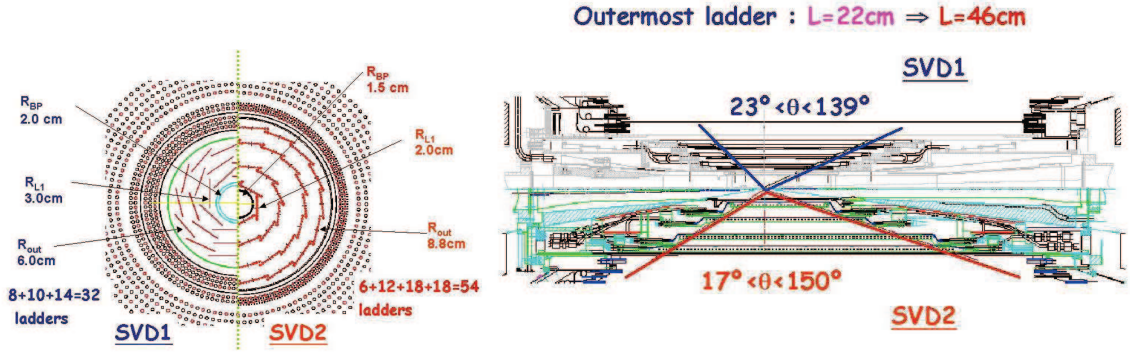 Outermost ladder : L=22cm ⇒ L=46cm
R_BP
1.5 cm
R_BP
2.0 cm
R_L1
2.0cm
R_L1
3.0cm
R_out
6.0cm
R_out
8.8cm
8+10+14=32
ladders
6+12+18+18=54
ladders
SVD1
SVD2
SVD1
23°<θ<139°
17°<θ<150°
SVD2